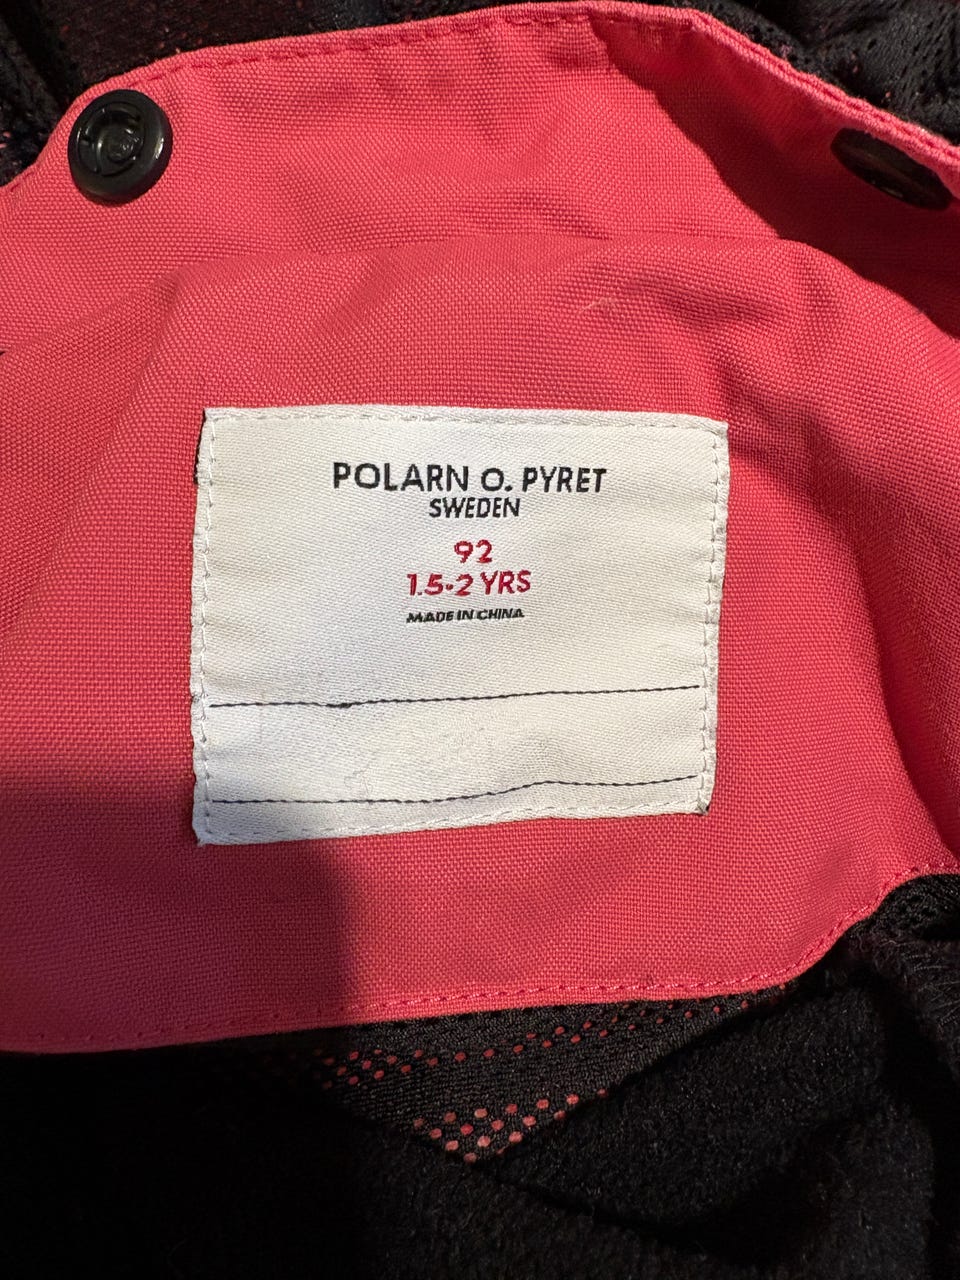 POLARN O. PYRET
SWEDEN
92
1.5-2 YRS
MADE IN CHINA